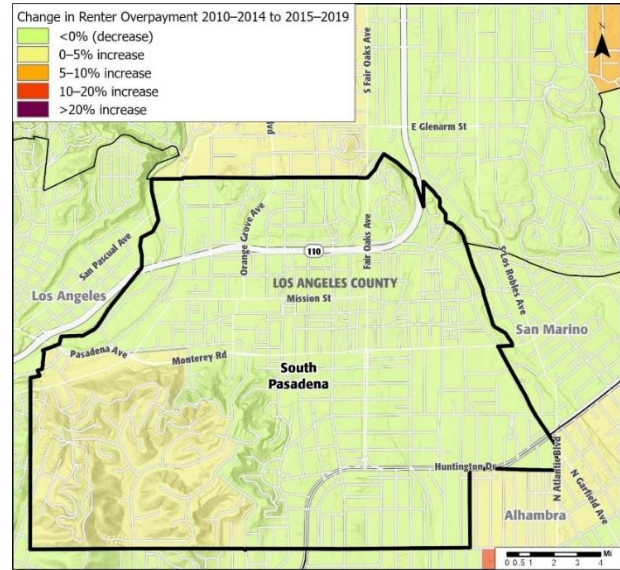 Change in Renter Overpayment 2010–2014 to 2015–2019
<0% (decrease)
0–5% increase
5–10% increase
10–20% increase
>20% increase
S Fair Oaks Ave
E Glenarm St
San Pascual Ave
Orange Grove Ave
110
Fair Oaks Ave
S Los Robles Ave
Los Angeles
LOS ANGELES COUNTY
Mission St
San Marino
Pasadena Ave
Monterey Rd
South
Pasadena
Huntington Dr
N Atlantic Blvd
N Garfield Ave
Alhambra
Mi
0 0.5 1 2 3 4
N